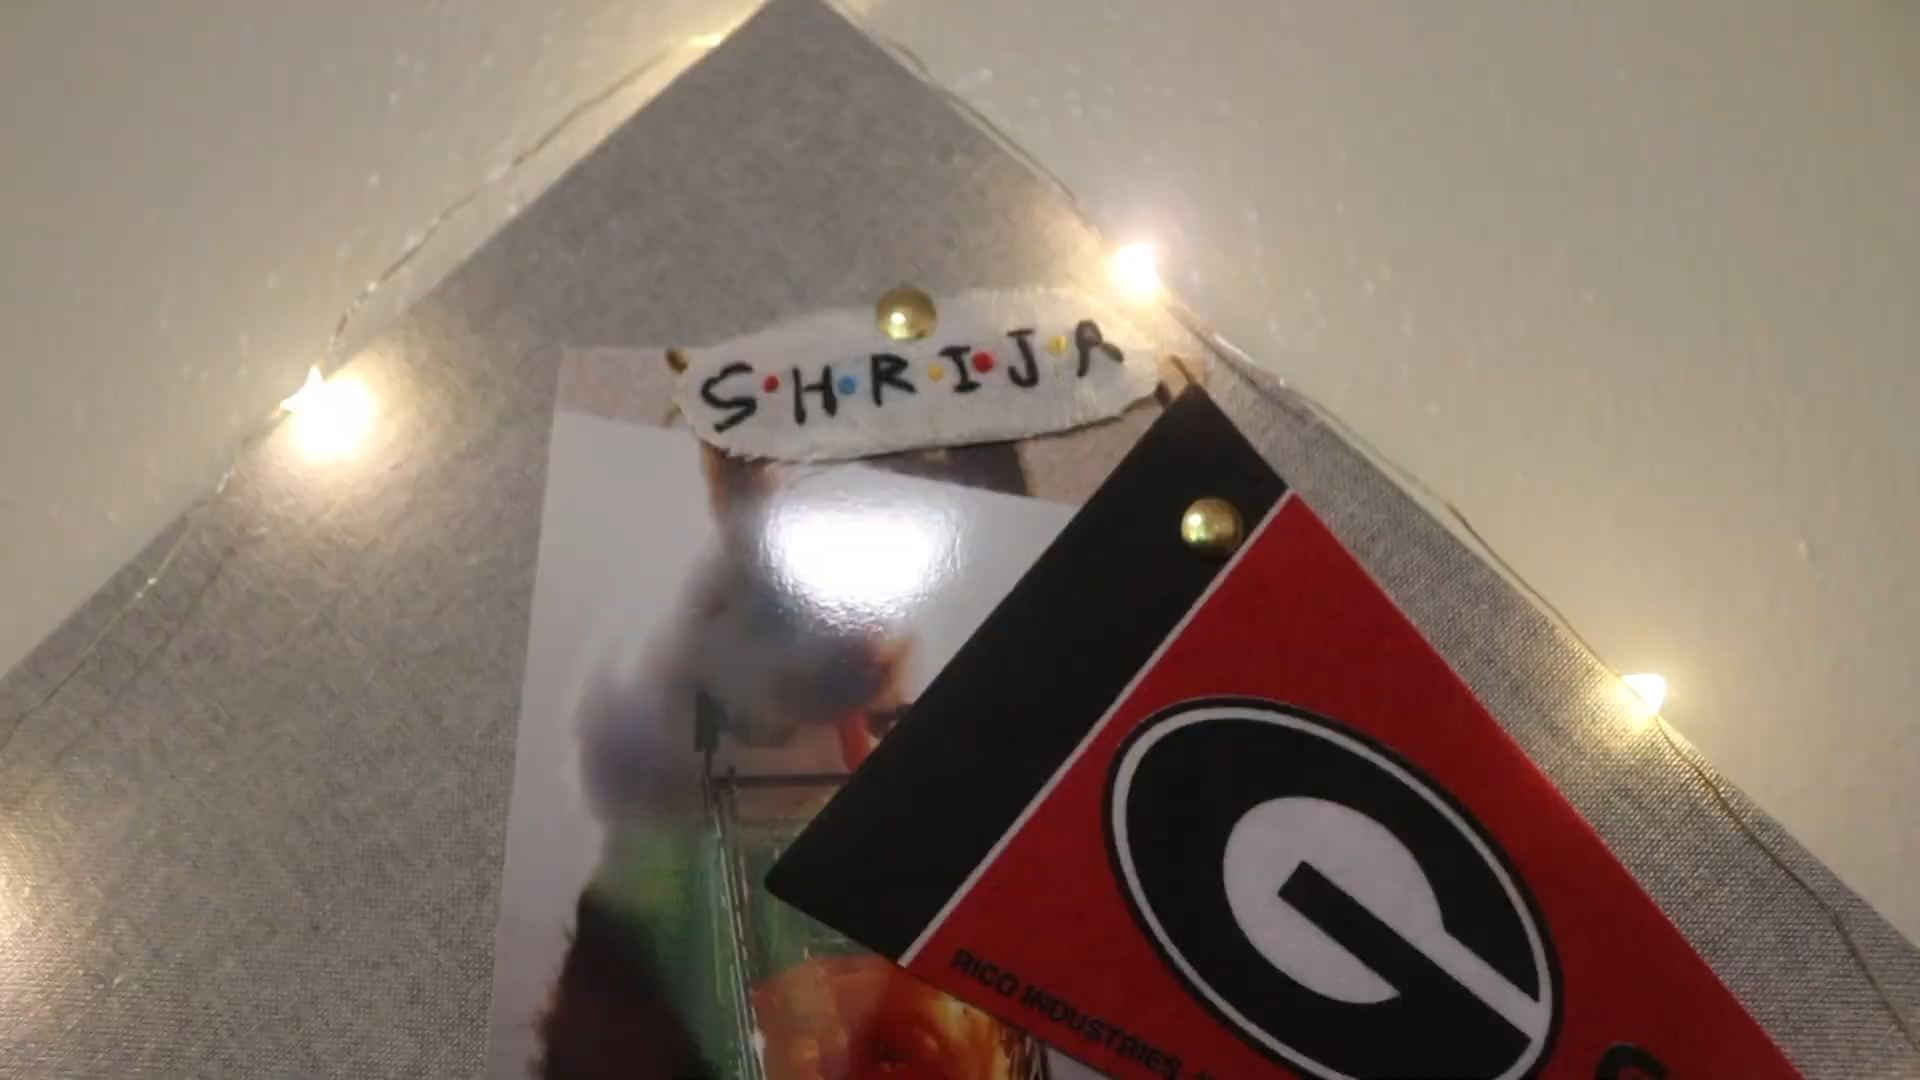 S•H•R•I•J•A
G
RICO INDUSTRIES
G